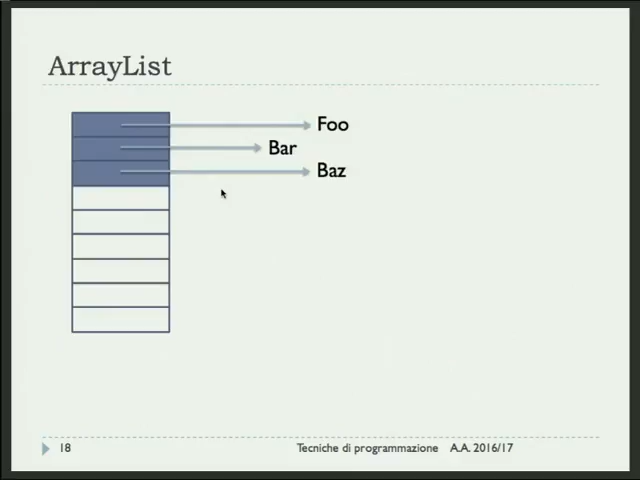 ArrayList
Foo
Bar
Baz
18
Tecniche di programmazione A.A. 2016/17